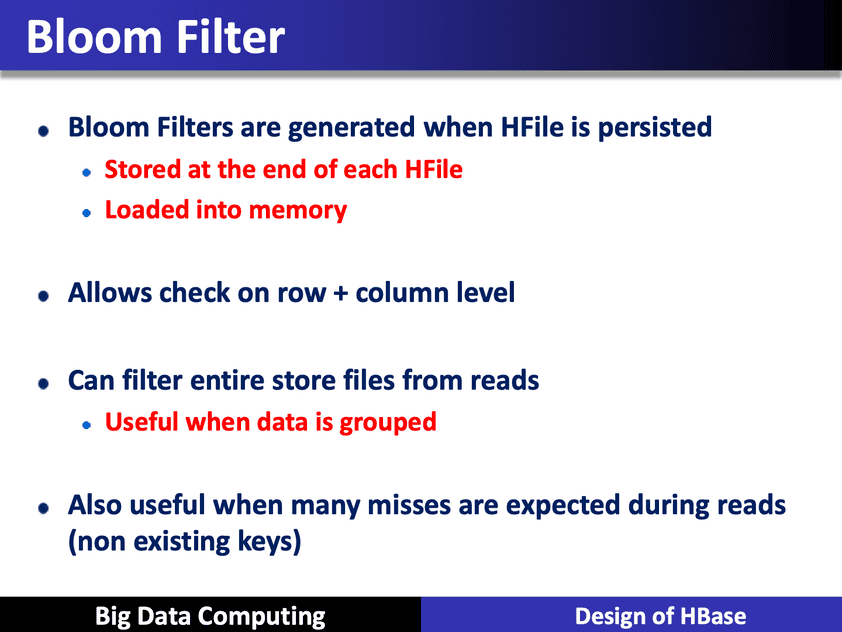 Bloom Filter
Bloom Filters are generated when HFile is persisted
Stored at the end of each HFile
Loaded into memory
Allows check on row + column level
Can filter entire store files from reads
Useful when data is grouped
Also useful when many misses are expected during reads
(non existing keys)
Big Data Computing
Design of HBase